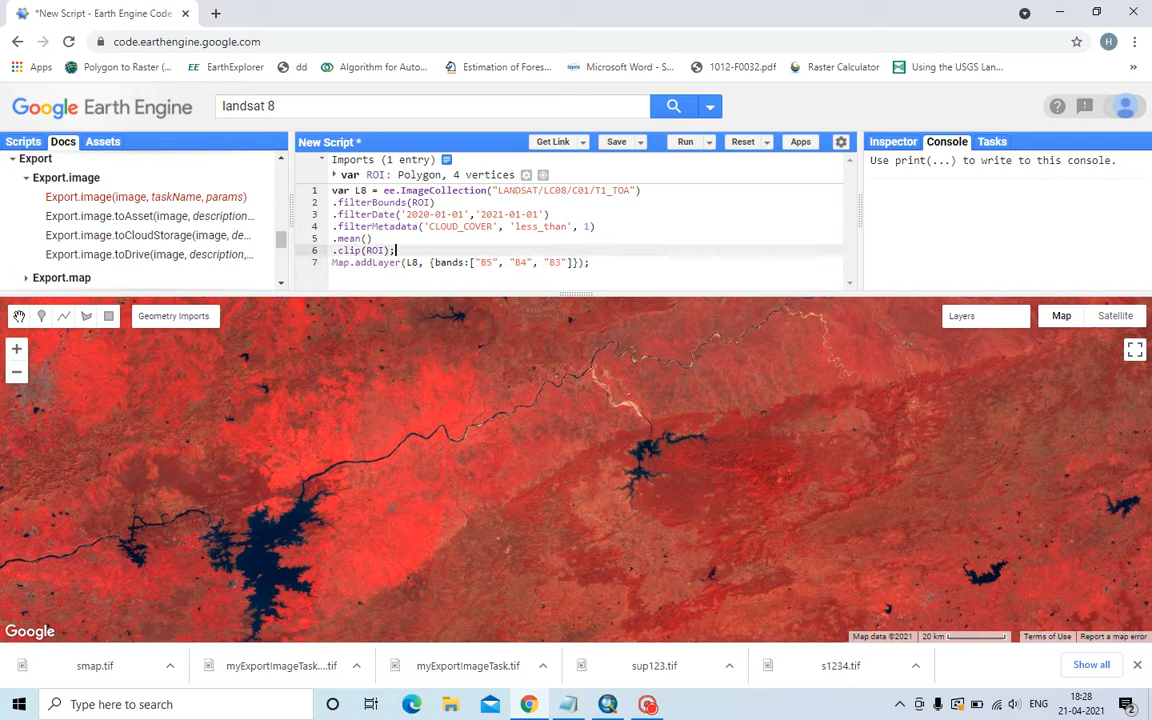 *New Script - Earth Engine Code
code.earthengine.google.com
H
Apps
Polygon to Raster (...
EarthExplorer
dd
Algorithm for Auto...
Estimation of Fores...
Microsoft Word - S...
1012-F0032.pdf
Raster Calculator
Using the USGS Lan...
»
Google Earth Engine
landsat 8
Scripts
Docs
Assets
New Script *
Get Link
Save
Run
Reset
Apps
Inspector
Console
Tasks
Export
Export.image
Export.image(image, taskName, params)
Export.image.toAsset(image, description,...
Export.image.toCloudStorage(image, de...
Export.image.toDrive(image, description,...
Export.map
Imports (1 entry)
var ROI: Polygon, 4 vertices
1 var L8 = ee.ImageCollection("LANDSAT/LC08/C01/T1_TOA")
2 .filterBounds(ROI)
3 .filterDate('2020-01-01','2021-01-01')
4 .filterMetadata('CLOUD_COVER', 'less_than', 1)
5 .mean()
6 .clip(ROI);
7 Map.addLayer(L8, {bands:["B5", "B4", "B3"]});
Use print(...) to write to this console.
Geometry Imports
Layers
Map
Satellite
+
−
Google
Map data ©2021
20 km
Terms of Use
Report a map error
smap.tif
myExportImageTask....tif
myExportImageTask.tif
sup123.tif
s1234.tif
Show all
Type here to search
ENG
18:28
21-04-2021
2